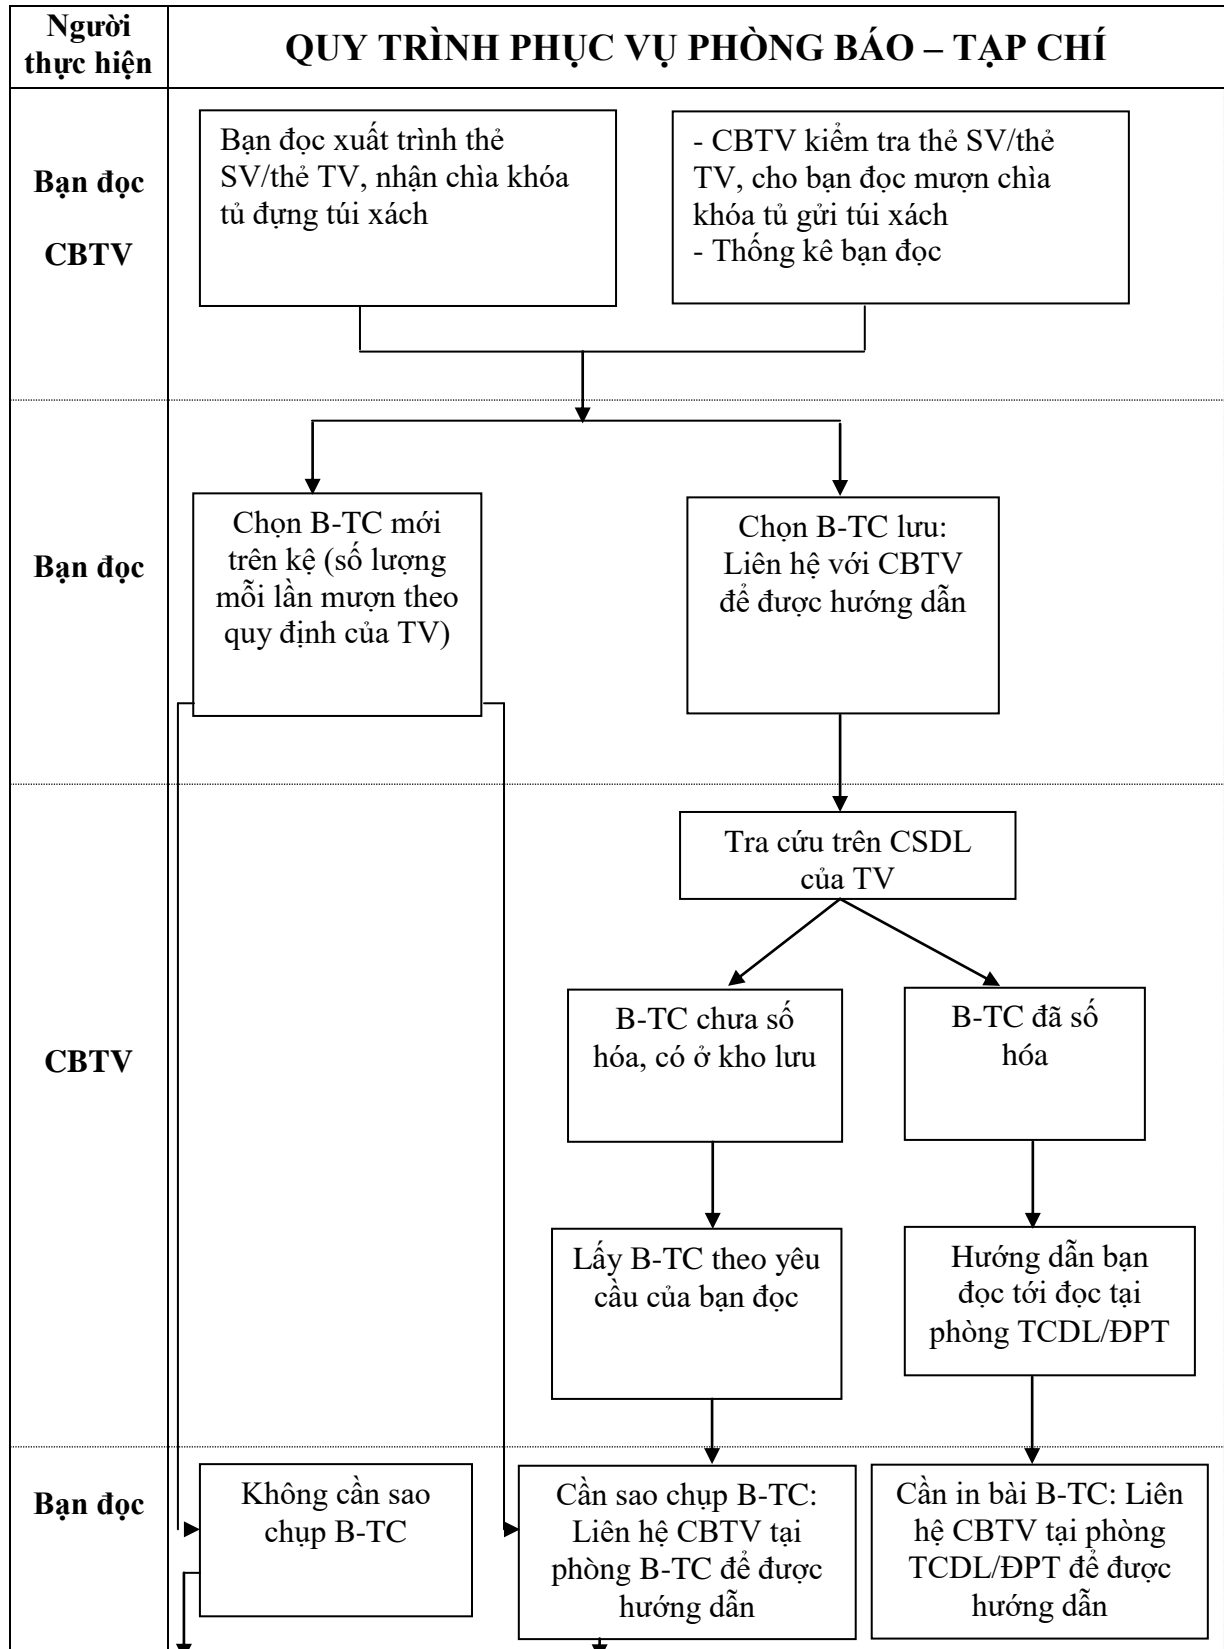 Người
thực hiện
QUY TRÌNH PHỤC VỤ PHÒNG BÁO – TẠP CHÍ
Bạn đọc
CBTV
Bạn đọc xuất trình thẻ
SV/thẻ TV, nhận chìa khóa
tủ đựng túi xách
- CBTV kiểm tra thẻ SV/thẻ
TV, cho bạn đọc mượn chìa
khóa tủ gửi túi xách
- Thống kê bạn đọc
Bạn đọc
Chọn B-TC mới
trên kệ (số lượng
mỗi lần mượn theo
quy định của TV)
Chọn B-TC lưu:
Liên hệ với CBTV
để được hướng dẫn
CBTV
Tra cứu trên CSDL
của TV
B-TC chưa số
hóa, có ở kho lưu
B-TC đã số
hóa
Lấy B-TC theo yêu
cầu của bạn đọc
Hướng dẫn bạn
đọc tới đọc tại
phòng TCDL/ĐPT
Bạn đọc
Không cần sao
chụp B-TC
Cần sao chụp B-TC:
Liên hệ CBTV tại
phòng B-TC để được
hướng dẫn
Cần in bài B-TC: Liên
hệ CBTV tại phòng
TCDL/ĐPT để được
hướng dẫn